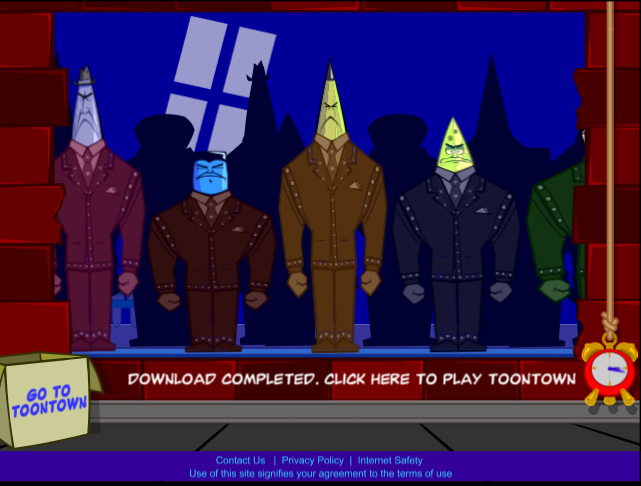 DOWNLOAD COMPLETED. CLICK HERE TO PLAY TOONTOWN
GO TO
TOONTOWN
Contact Us | Privacy Policy | Internet Safety
Use of this site signifies your agreement to the terms of use